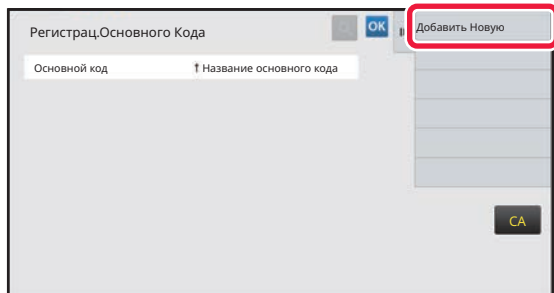 Регистрац.Основного Кода
OK
Добавить Новую
Основной код
Название основного кода
CA